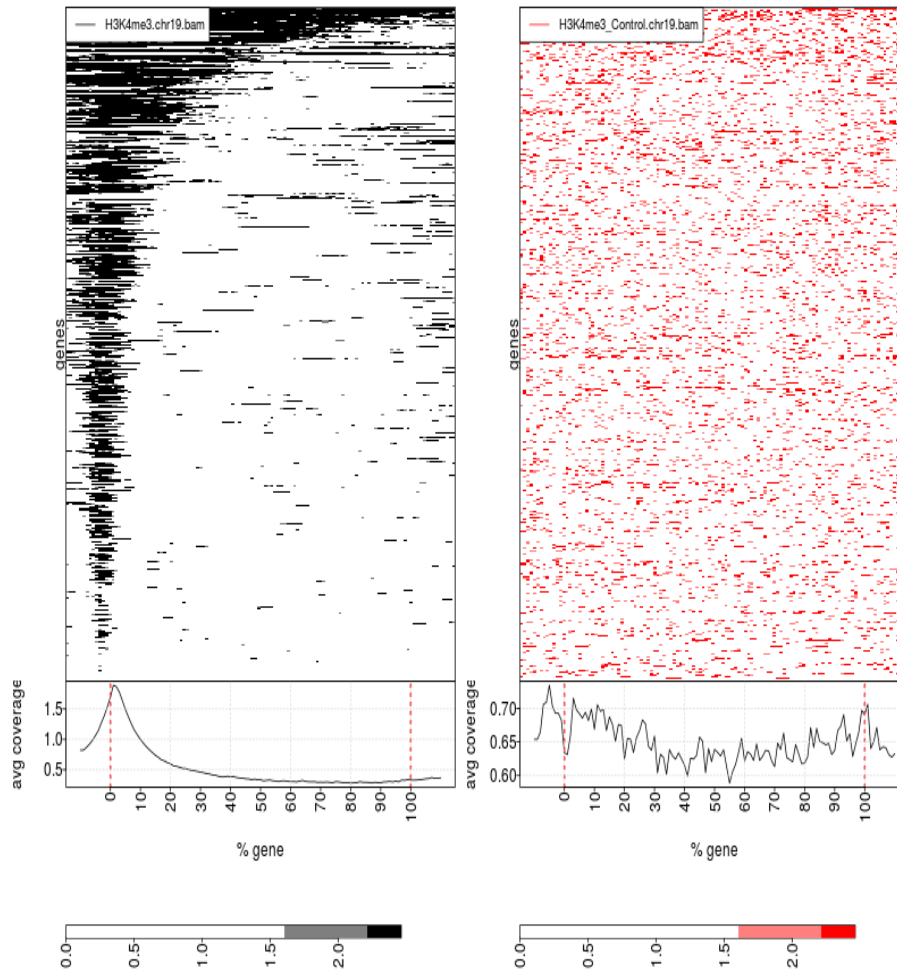 H3K4me3.chr19.bam
genes
avg coverage
1.5
1.0
0.5
0 10 20 30 40 50 60 70 80 90 100
% gene
0.0 0.5 1.0 1.5 2.0
H3K4me3_Control.chr19.bam
genes
avg coverage
0.70
0.65
0.60
0 10 20 30 40 50 60 70 80 90 100
% gene
0.0 0.5 1.0 1.5 2.0